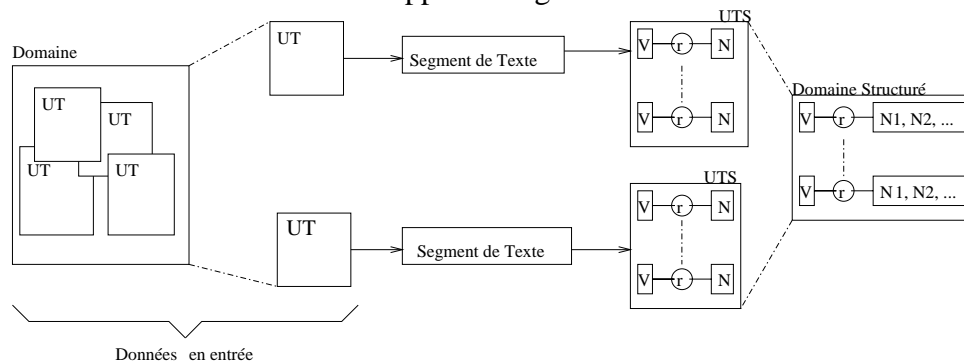 UTS
UT
V r N
Domaine
Segment de Texte
Domaine Structuré
UT
UT
V r N
V r N1, N2, ...
UT
UT
UTS
V r N1, N2, ...
V r N
UT
Segment de Texte
V r N
Données en entrée